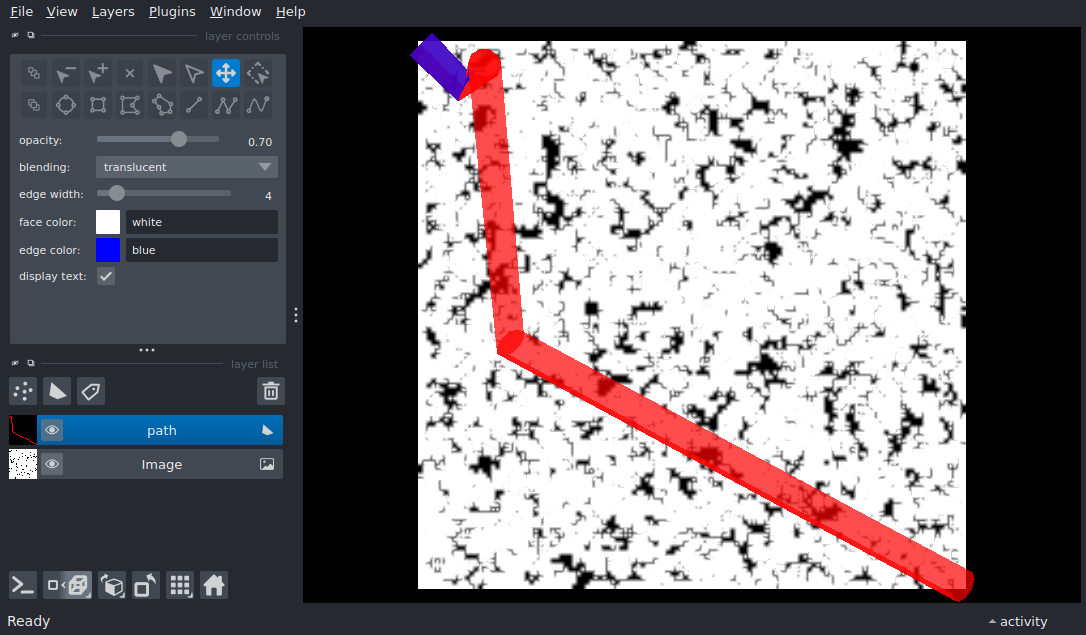 File View Layers Plugins Window Help
layer controls
opacity: 0.70
blending: translucent
edge width: 4
face color: white
edge color: blue
display text:
layer list
path
Image
Ready
activity